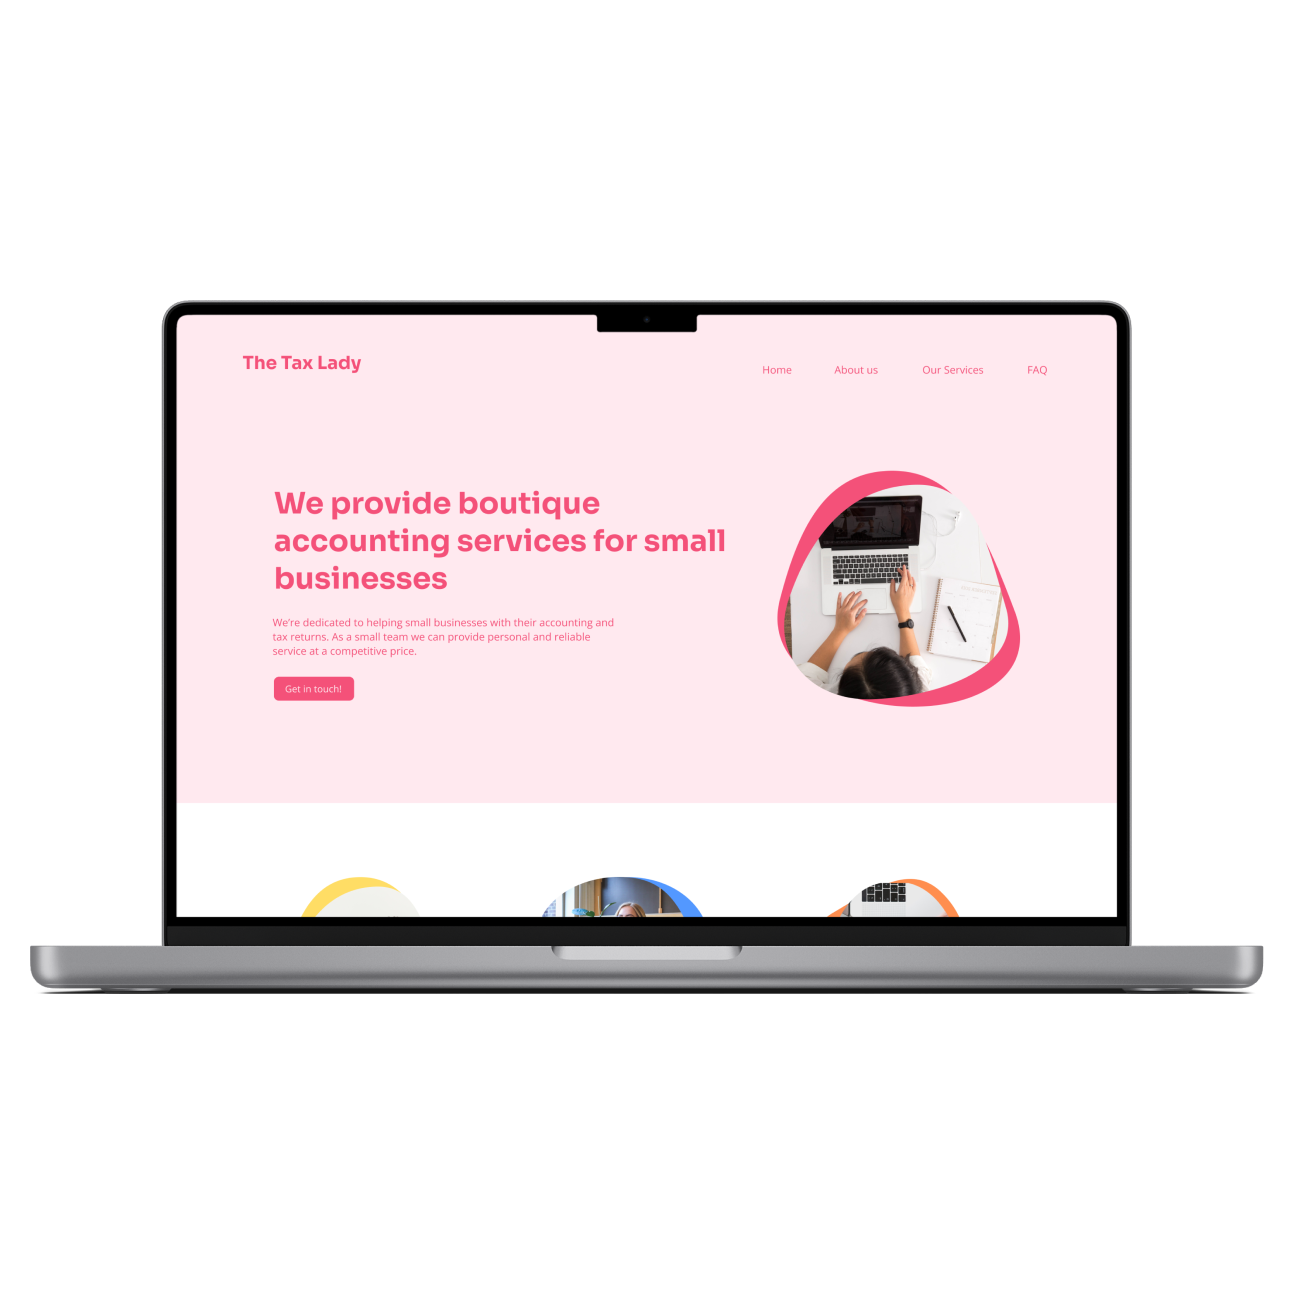 The Tax Lady
Home
About us
Our Services
FAQ
We provide boutique
accounting services for small
businesses
We're dedicated to helping small businesses with their accounting and
tax returns. As a small team we can provide personal and reliable
service at a competitive price.
Get in touch!